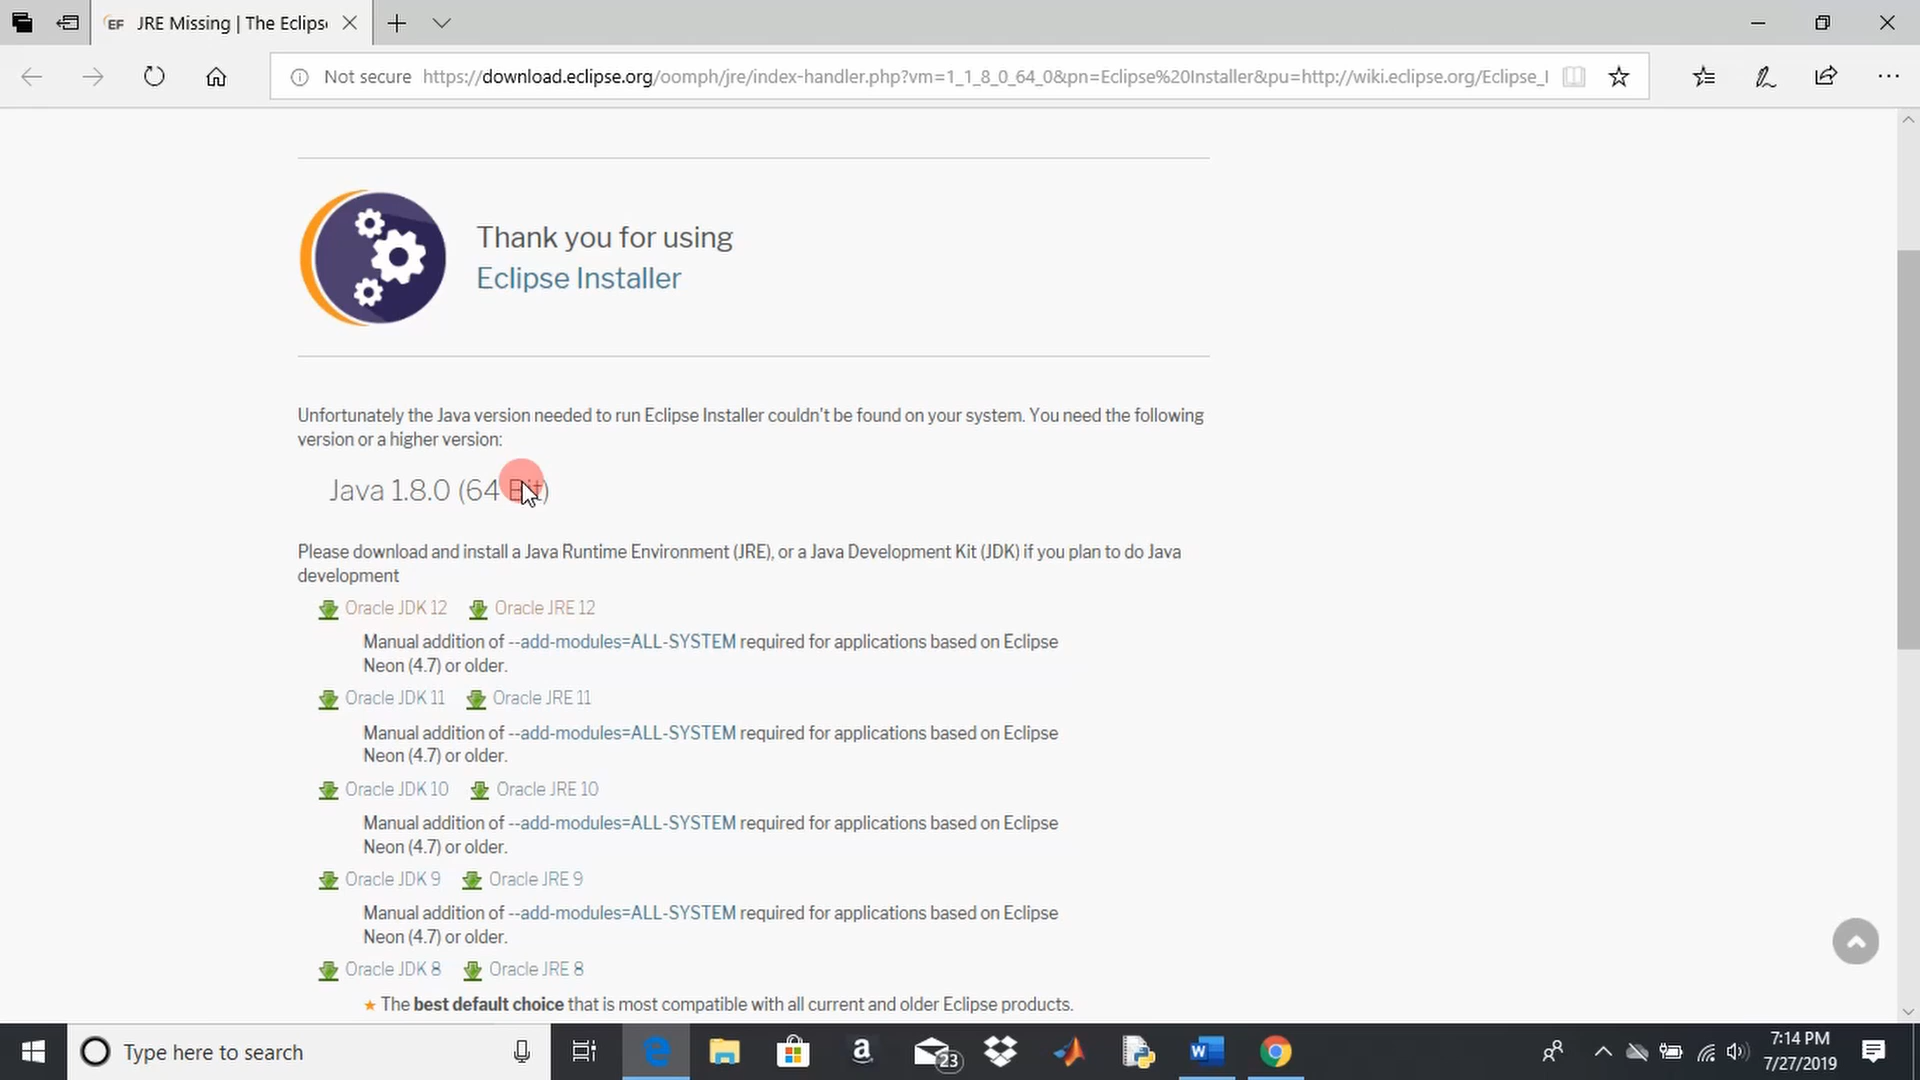 EF JRE Missing | The Eclips
Not secure https://download.eclipse.org/oomph/jre/index-handler.php?vm=1_1_8_0_64_0&pn=Eclipse%20Installer&pu=http://wiki.eclipse.org/Eclipse_I
Thank you for using
Eclipse Installer
Unfortunately the Java version needed to run Eclipse Installer couldn't be found on your system. You need the following
version or a higher version:
Java 1.8.0 (64 Bit)
Please download and install a Java Runtime Environment (JRE), or a Java Development Kit (JDK) if you plan to do Java
development
Oracle JDK 12 Oracle JRE 12
Manual addition of --add-modules=ALL-SYSTEM required for applications based on Eclipse
Neon (4.7) or older.
Oracle JDK 11 Oracle JRE 11
Manual addition of --add-modules=ALL-SYSTEM required for applications based on Eclipse
Neon (4.7) or older.
Oracle JDK 10 Oracle JRE 10
Manual addition of --add-modules=ALL-SYSTEM required for applications based on Eclipse
Neon (4.7) or older.
Oracle JDK 9 Oracle JRE 9
Manual addition of --add-modules=ALL-SYSTEM required for applications based on Eclipse
Neon (4.7) or older.
Oracle JDK 8 Oracle JRE 8
★ The best default choice that is most compatible with all current and older Eclipse products.
Type here to search
a
23
W
7:14 PM
7/27/2019